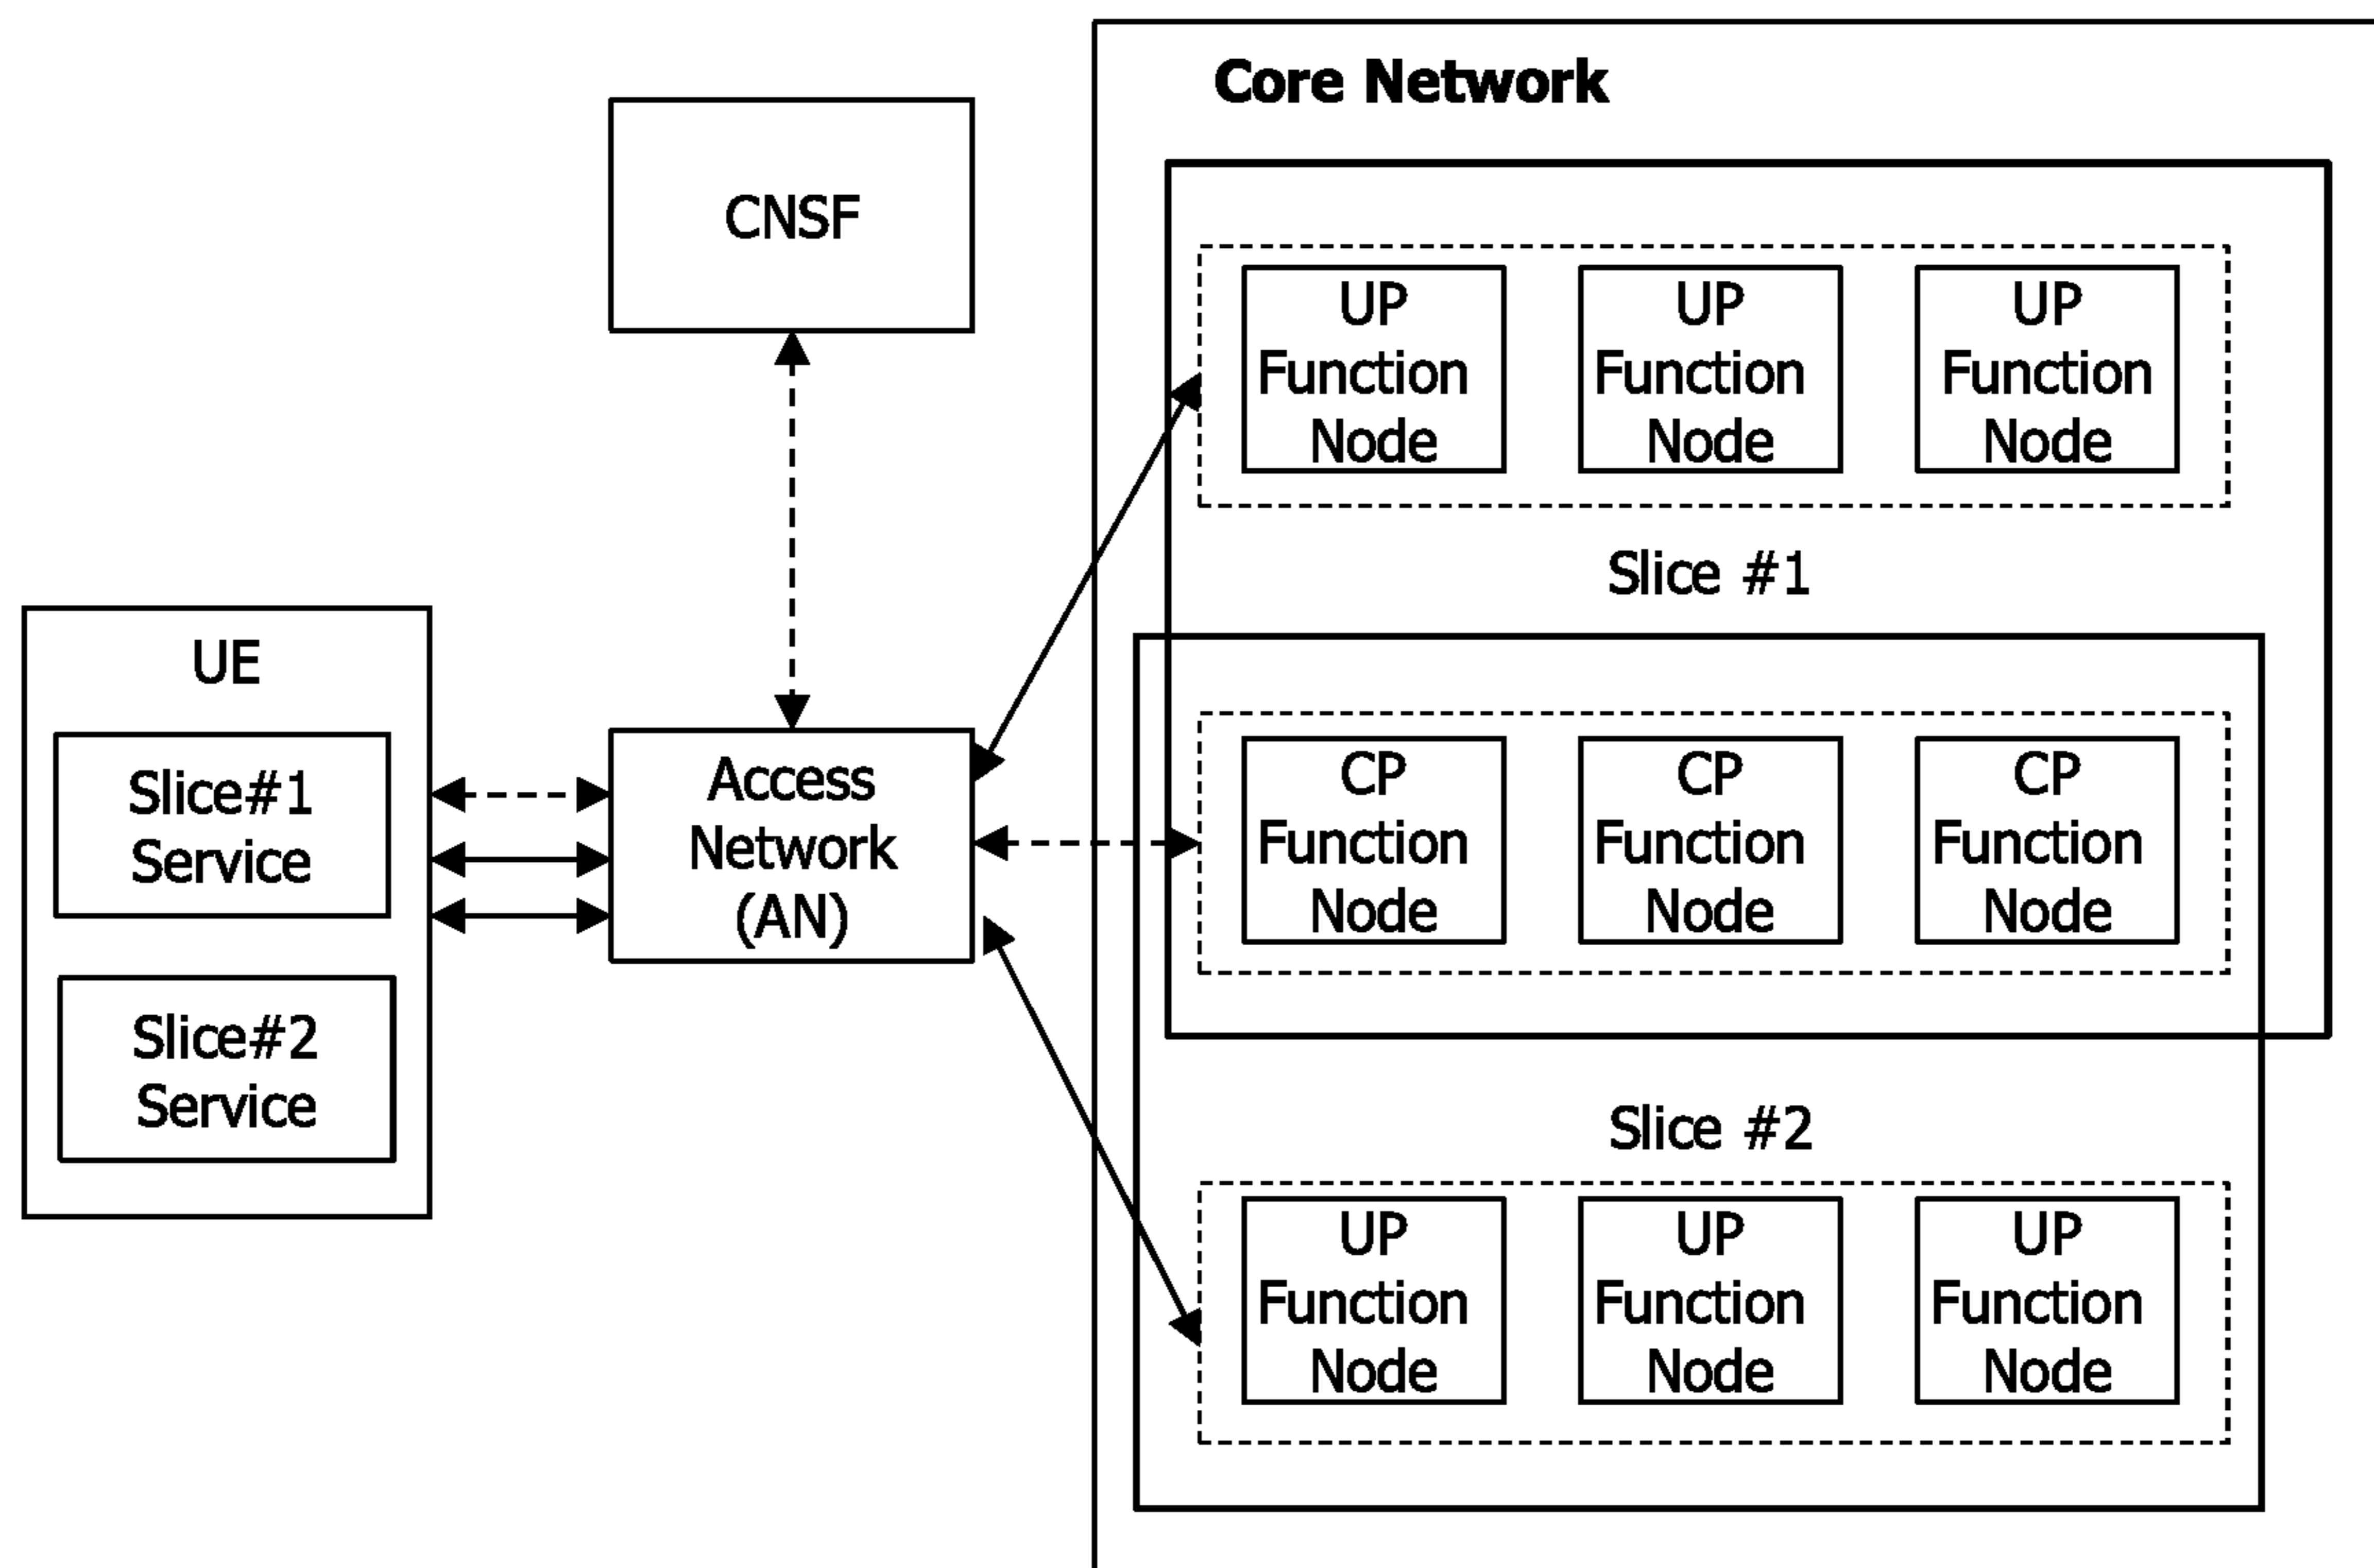 Core Network
CNSF
UP
Function
Node
UP
Function
Node
UP
Function
Node
Slice #1
UE
Slice#1
Service
Slice#2
Service
Access
Network
(AN)
CP
Function
Node
CP
Function
Node
CP
Function
Node
Slice #2
UP
Function
Node
UP
Function
Node
UP
Function
Node